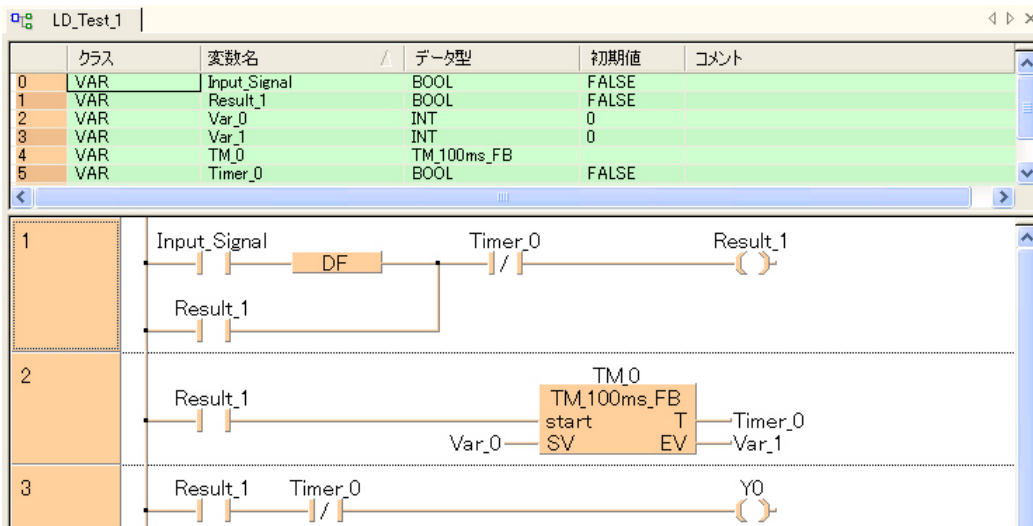 LD_Test_1
クラス 変数名 データ型 初期値 コメント
0 VAR Input_Signal BOOL FALSE
1 VAR Result_1 BOOL FALSE
2 VAR Var_0 INT 0
3 VAR Var_1 INT 0
4 VAR TM_0 TM_100ms_FB
5 VAR Timer_0 BOOL FALSE
1
Input_Signal Timer_0 Result_1
DF
Result_1
2
TM_0
Result_1 TM_100ms_FB
start T Timer_0
Var_0 SV EV Var_1
3
Result_1 Timer_0 Y0